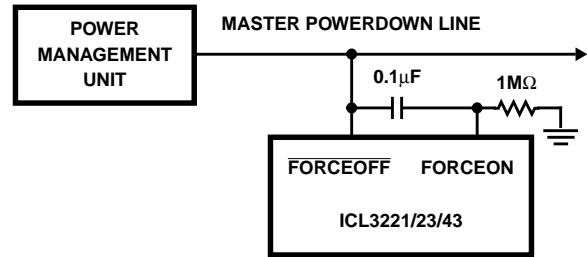 POWER
MANAGEMENT
UNIT
MASTER POWERDOWN LINE
0.1μF
1MΩ
FORCEOFF FORCEON
ICL3221/23/43